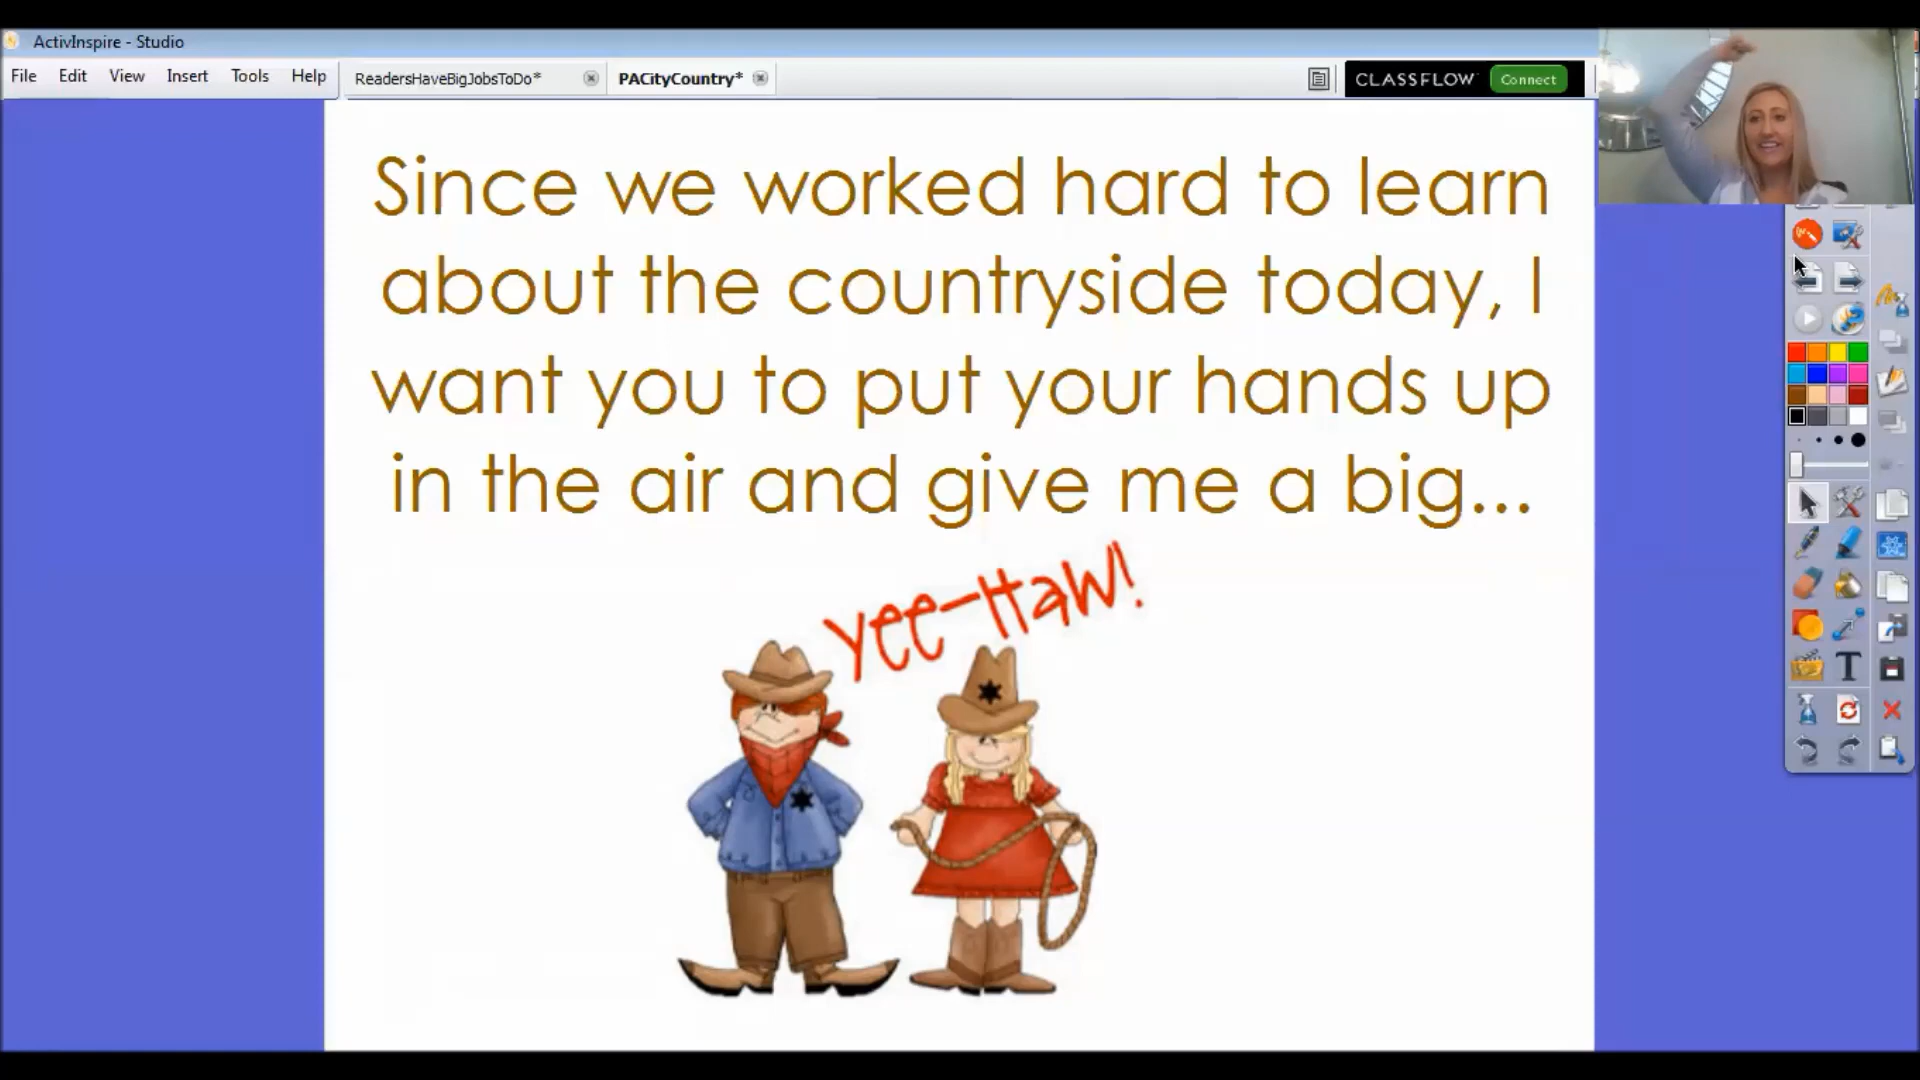 ActivInspire - Studio
File Edit View Insert Tools Help
ReadersHaveBigJobsToDo*
PACityCountry*
CLASSFLOW Connect
Since we worked hard to learn
about the countryside today, I
want you to put your hands up
in the air and give me a big...
Yee-Haw!
T